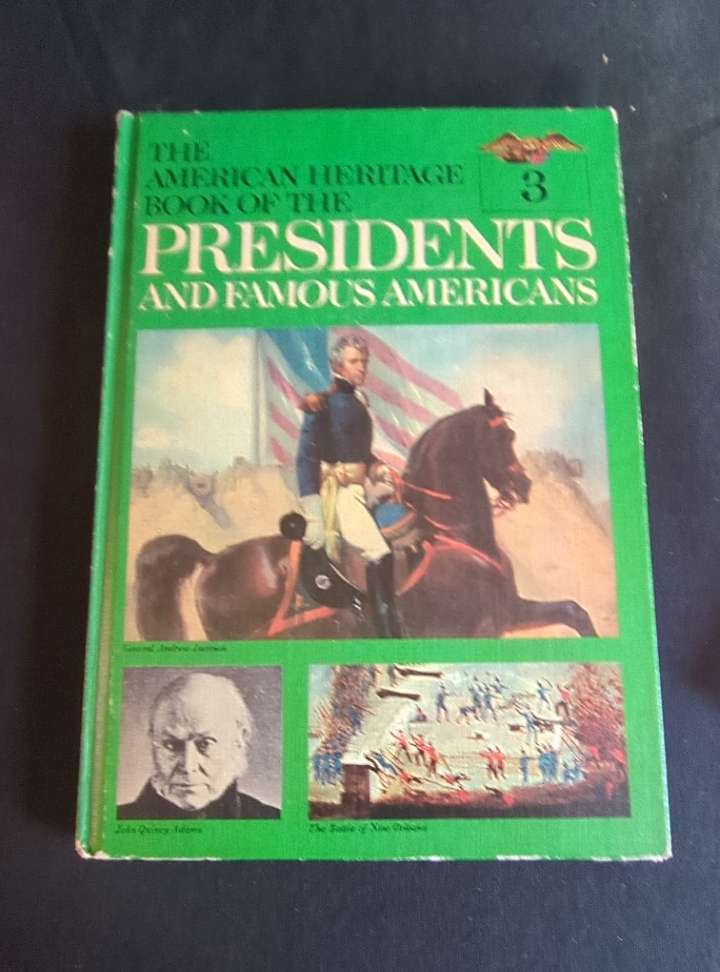 THE
AMERICAN HERITAGE
BOOK OF THE
3
PRESIDENTS
AND FAMOUS AMERICANS
General Andrew Jackson
John Quincy Adams
The Battle of New Orleans